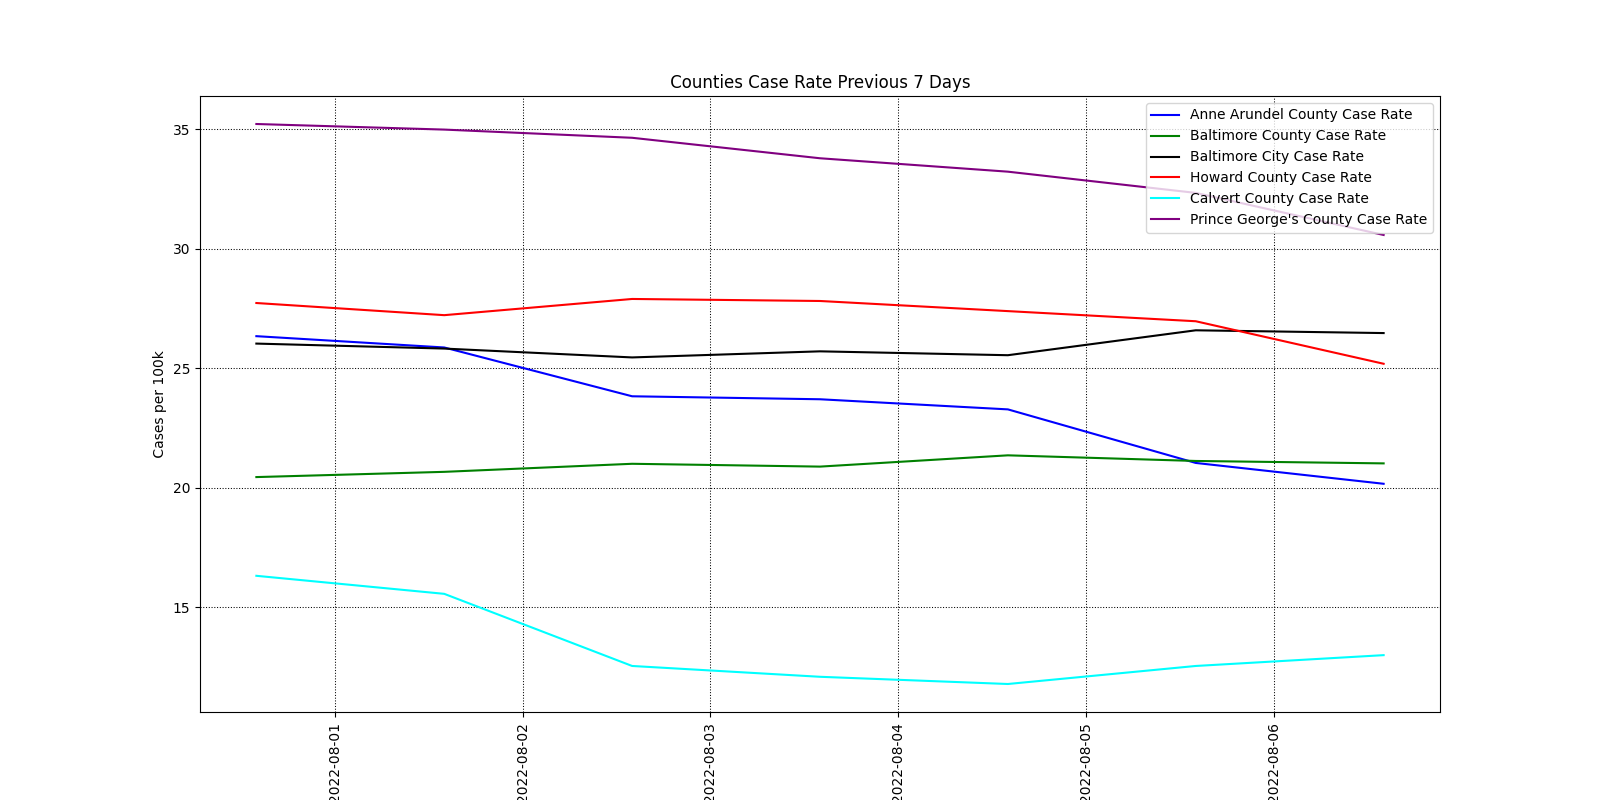 Counties Case Rate Previous 7 Days
Anne Arundel County Case Rate
Baltimore County Case Rate
Baltimore City Case Rate
Howard County Case Rate
Calvert County Case Rate
Prince George's County Case Rate
35
30
25
20
15
Cases per 100k
2022-08-01
2022-08-02
2022-08-03
2022-08-04
2022-08-05
2022-08-06